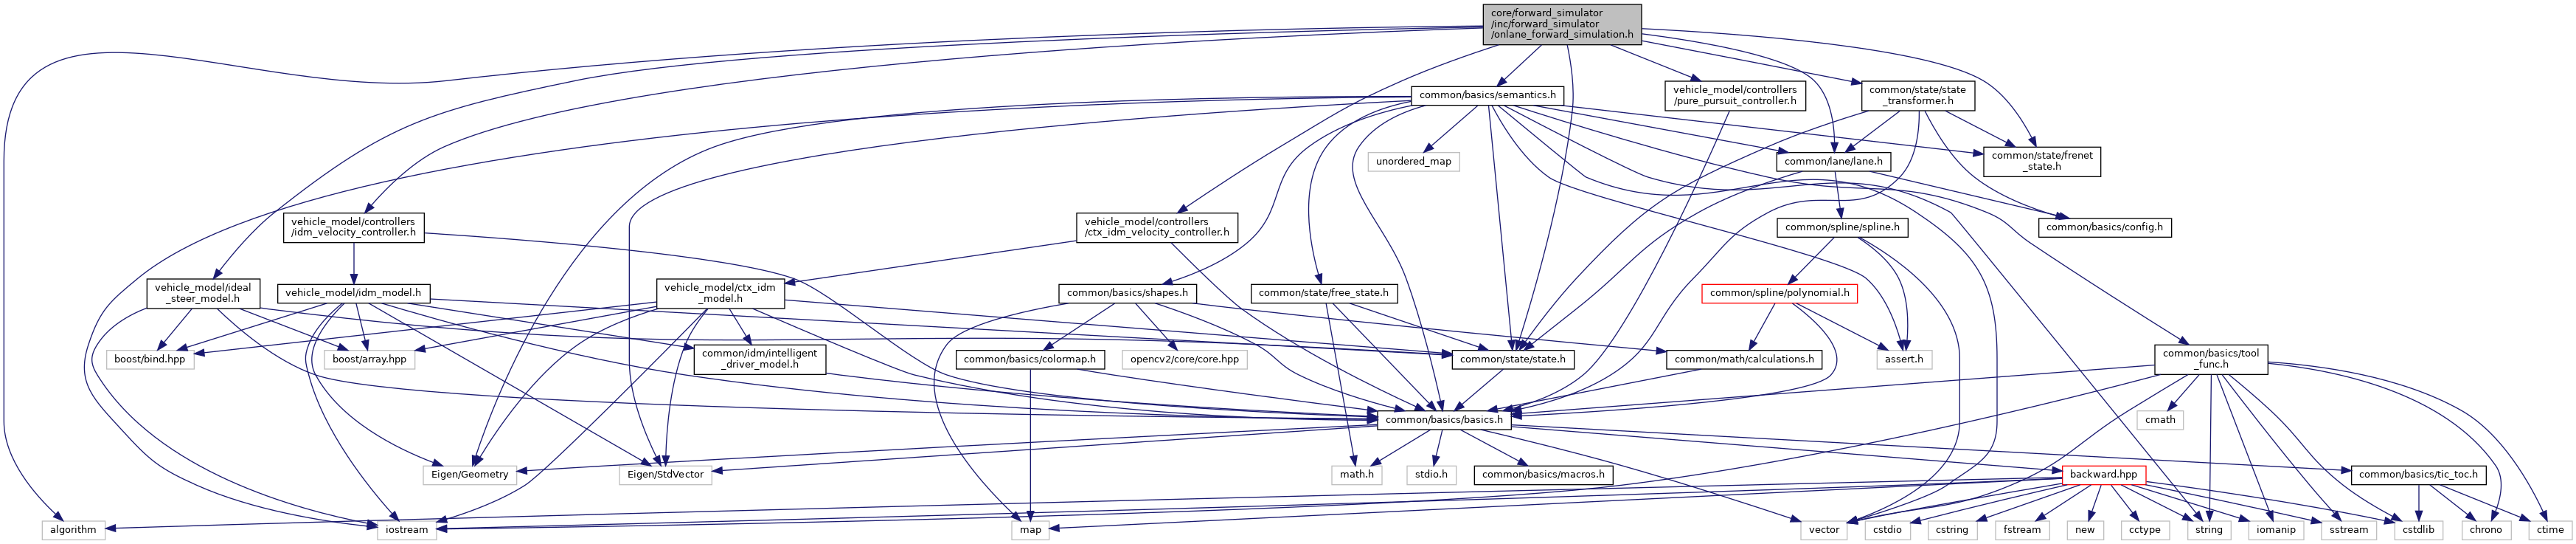 core/forward_simulator
/inc/forward_simulator
/onlane_forward_simulation.h
common/basics/semantics.h
vehicle_model/controllers
/pure_pursuit_controller.h
common/state/state
_transformer.h
unordered_map
common/lane/lane.h
common/state/frenet
_state.h
vehicle_model/controllers
/idm_velocity_controller.h
vehicle_model/controllers
/ctx_idm_velocity_controller.h
common/spline/spline.h
common/basics/config.h
vehicle_model/ideal
_steer_model.h
vehicle_model/idm_model.h
vehicle_model/ctx_idm
_model.h
common/basics/shapes.h
common/state/free_state.h
common/spline/polynomial.h
boost/bind.hpp
boost/array.hpp
common/idm/intelligent
_driver_model.h
common/basics/colormap.h
opencv2/core/core.hpp
common/state/state.h
common/math/calculations.h
assert.h
common/basics/tool
_func.h
common/basics/basics.h
cmath
Eigen/Geometry
Eigen/StdVector
math.h
stdio.h
common/basics/macros.h
backward.hpp
common/basics/tic_toc.h
algorithm
iostream
map
vector
cstdio
cstring
fstream
new
cctype
string
iomanip
sstream
cstdlib
chrono
ctime